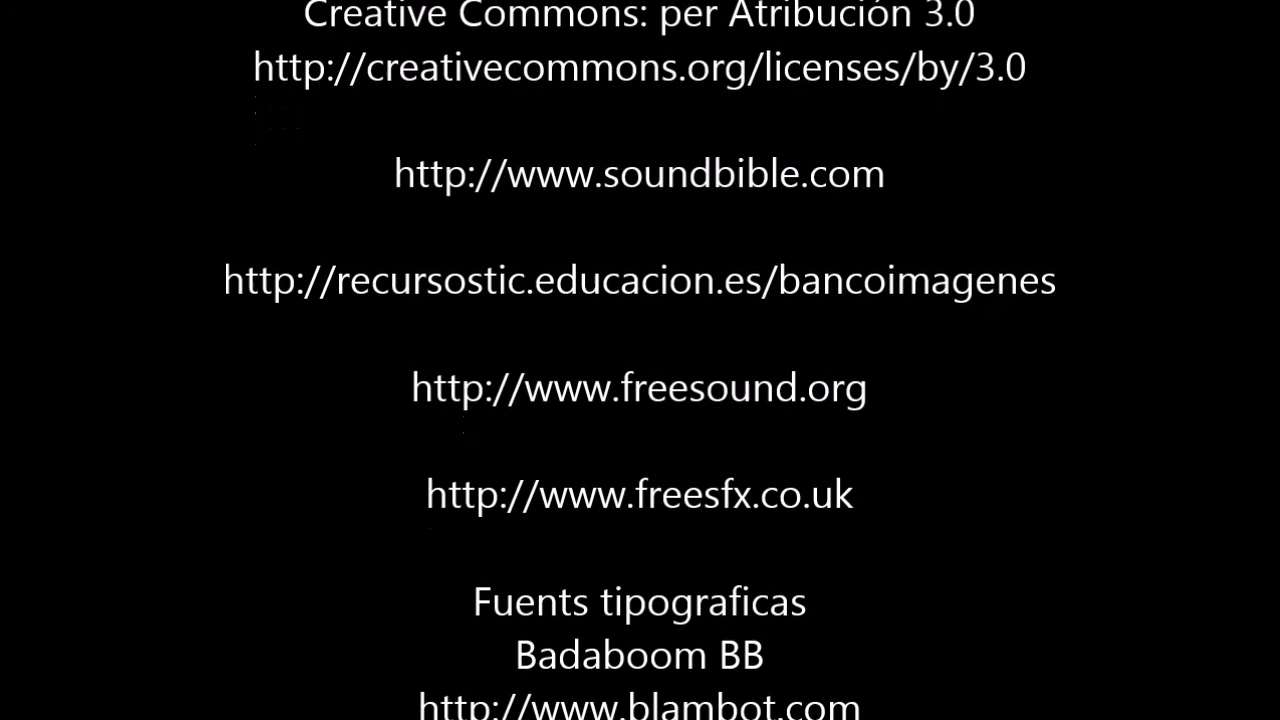 Creative Commons: per Atribución 3.0
http://creativecommons.org/licenses/by/3.0
http://www.soundbible.com
http://recursostic.educacion.es/bancoimagenes
http://www.freesound.org
http://www.freesfx.co.uk
Fuents tipograficas
Badaboom BB
http://www.blambot.com